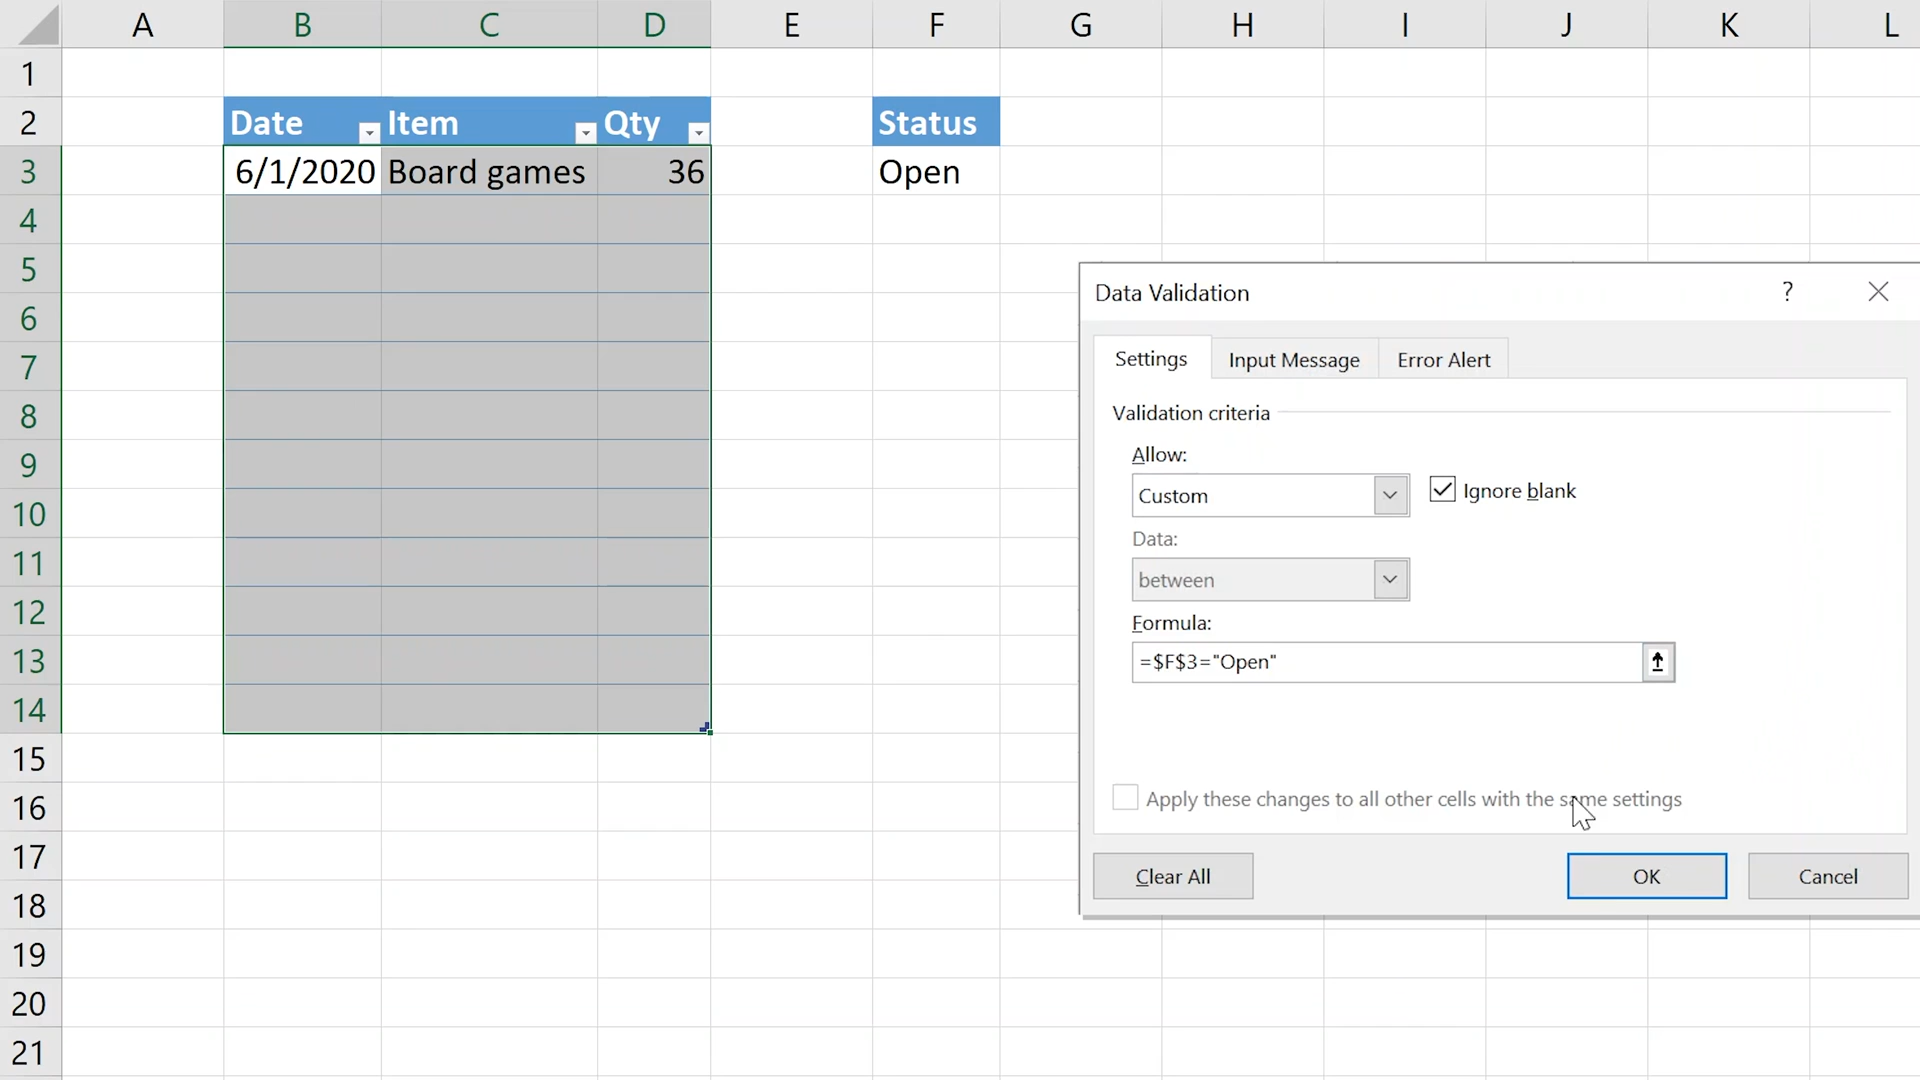 A B C D E F G H I J K L
1
2 Date Item Qty Status
3 6/1/2020 Board games 36 Open
4
5
6
7
8
9
10
11
12
13
14
15
16
17
18
19
20
21
Data Validation ?
Settings Input Message Error Alert
Validation criteria
Allow:
Custom Ignore blank
Data:
between
Formula:
=$F$3="Open"
Apply these changes to all other cells with the same settings
Clear All OK Cancel